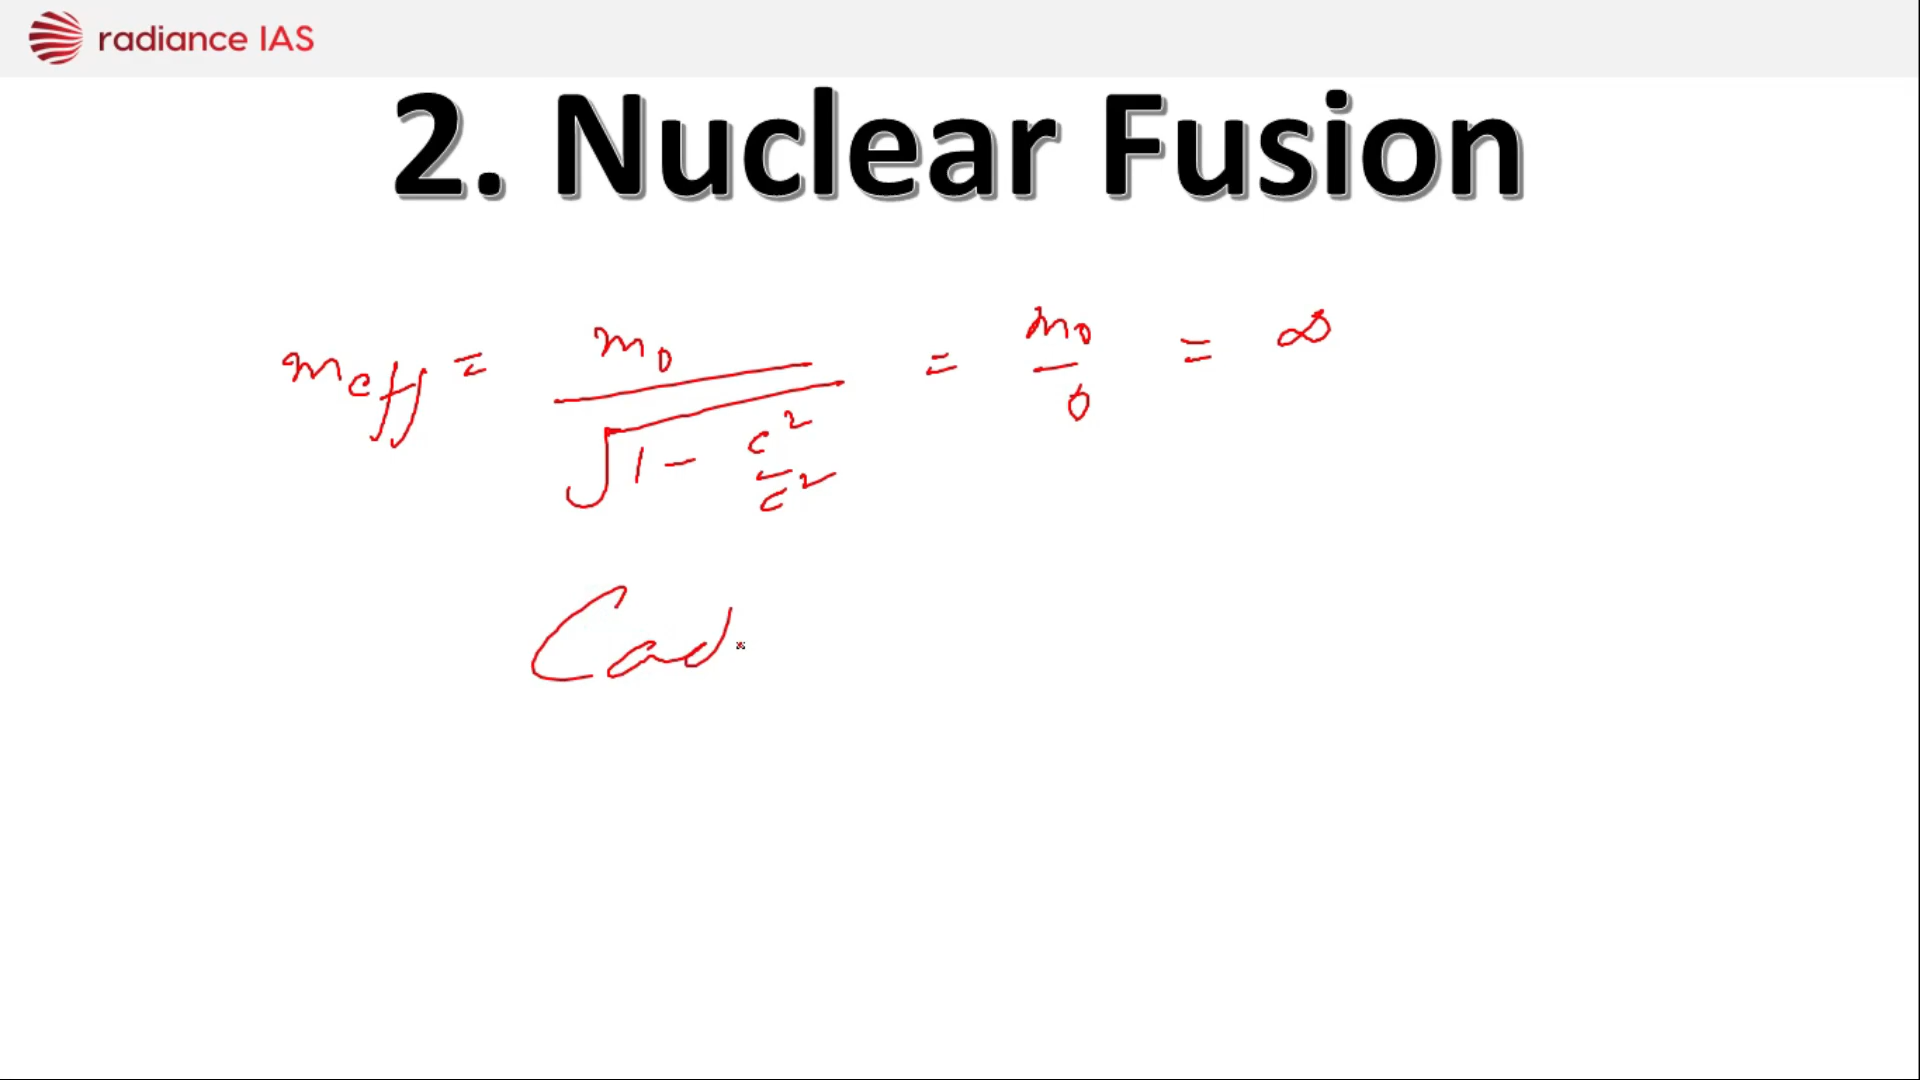 radiance IAS
2. Nuclear Fusion
meff = m0 / √(1 - c²/c²) = m0/0 = ∞
Cad